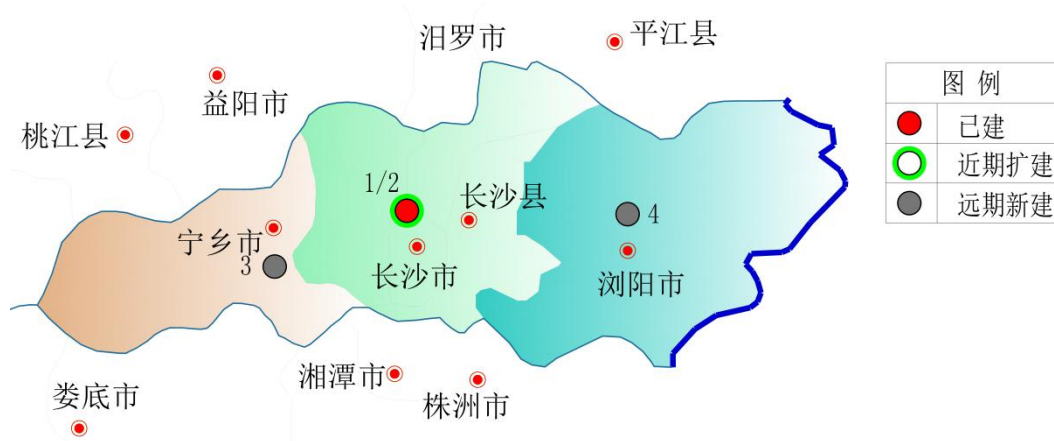 汨罗市
平江县
益阳市
桃江县
图 例
已建
近期扩建
远期新建
1/2
长沙县
4
宁乡市
3
长沙市
浏阳市
湘潭市
株洲市
娄底市